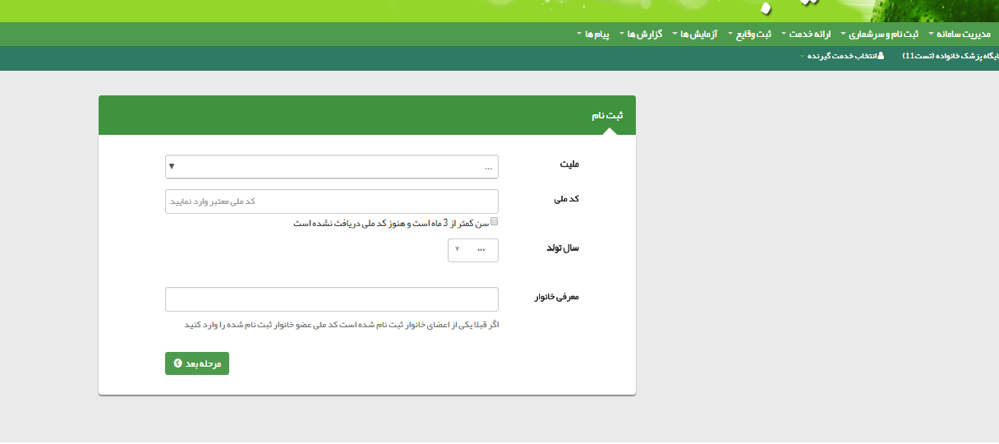 مدیریت سامانه ثبت نام و سرشماری ارائه خدمت ثبت وقایع آزمایش ها گزارش ها پیام ها
پزشک خانواده (تست11) انتخاب خدمت گیرنده
ثبت نام
ملیت ...
کد ملی کد ملی معتبر وارد نمایید
سن کمتر از 3 ماه است و هنوز کد ملی دریافت نشده است
سال تولد ...
معرفی خانوار
اگر قبلا یکی از اعضای خانوار ثبت نام شده است کد ملی عضو خانوار ثبت نام شده را وارد کنید
مرحله بعد